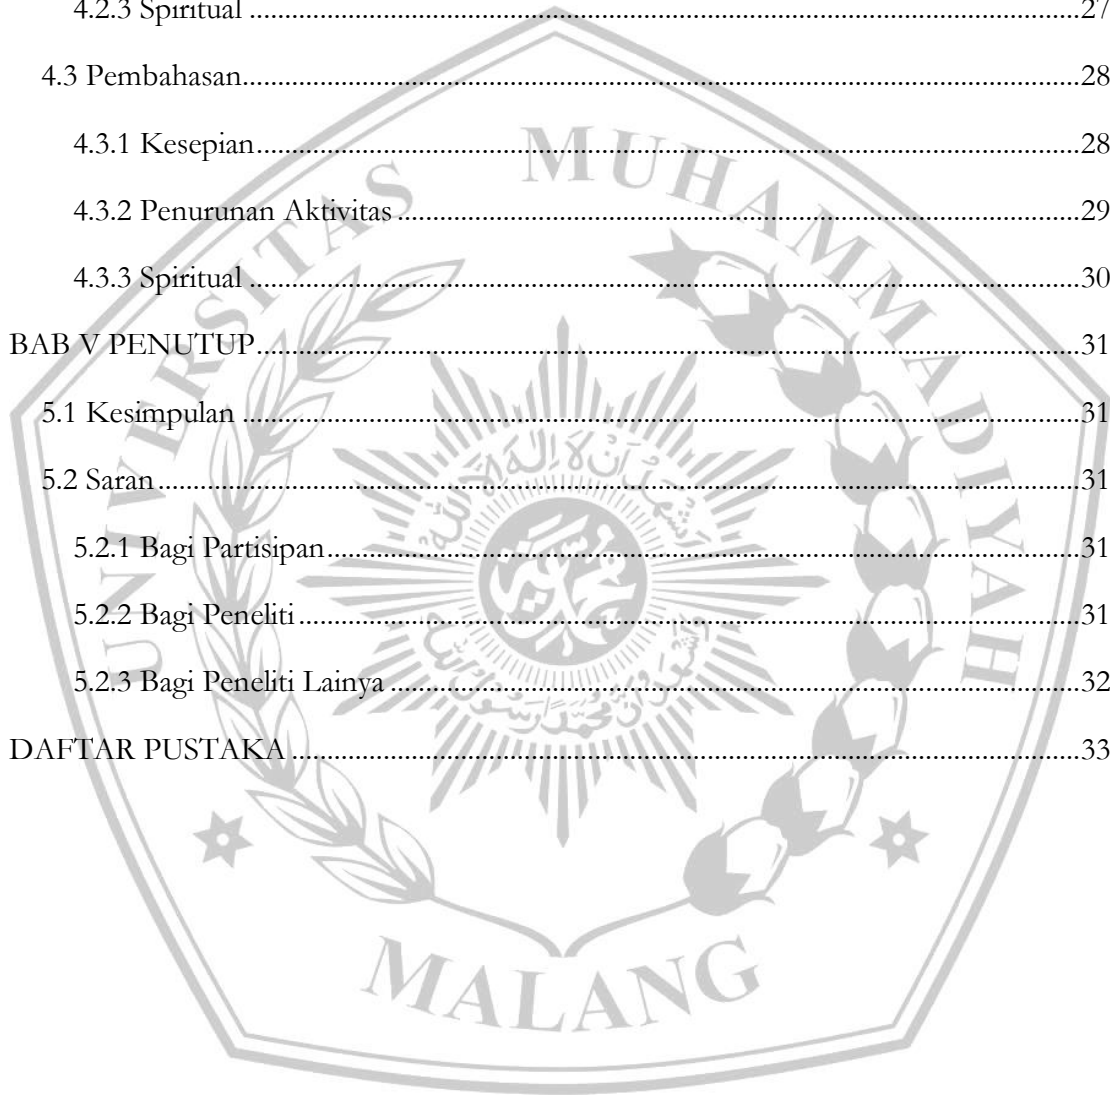 4.2.3 Spiritual ..... 27
4.3 Pembahasan..... 28
4.3.1 Kesepian..... 28
4.3.2 Penurunan Aktivitas ..... 29
4.3.3 Spiritual ..... 30
BAB V PENUTUP..... 31
5.1 Kesimpulan ..... 31
5.2 Saran ..... 31
5.2.1 Bagi Partisipan..... 31
5.2.2 Bagi Peneliti ..... 31
5.2.3 Bagi Peneliti Lainya ..... 32
DAFTAR PUSTAKA ..... 33
UNIVERSITAS MUHAMMADIYAH
MALANG